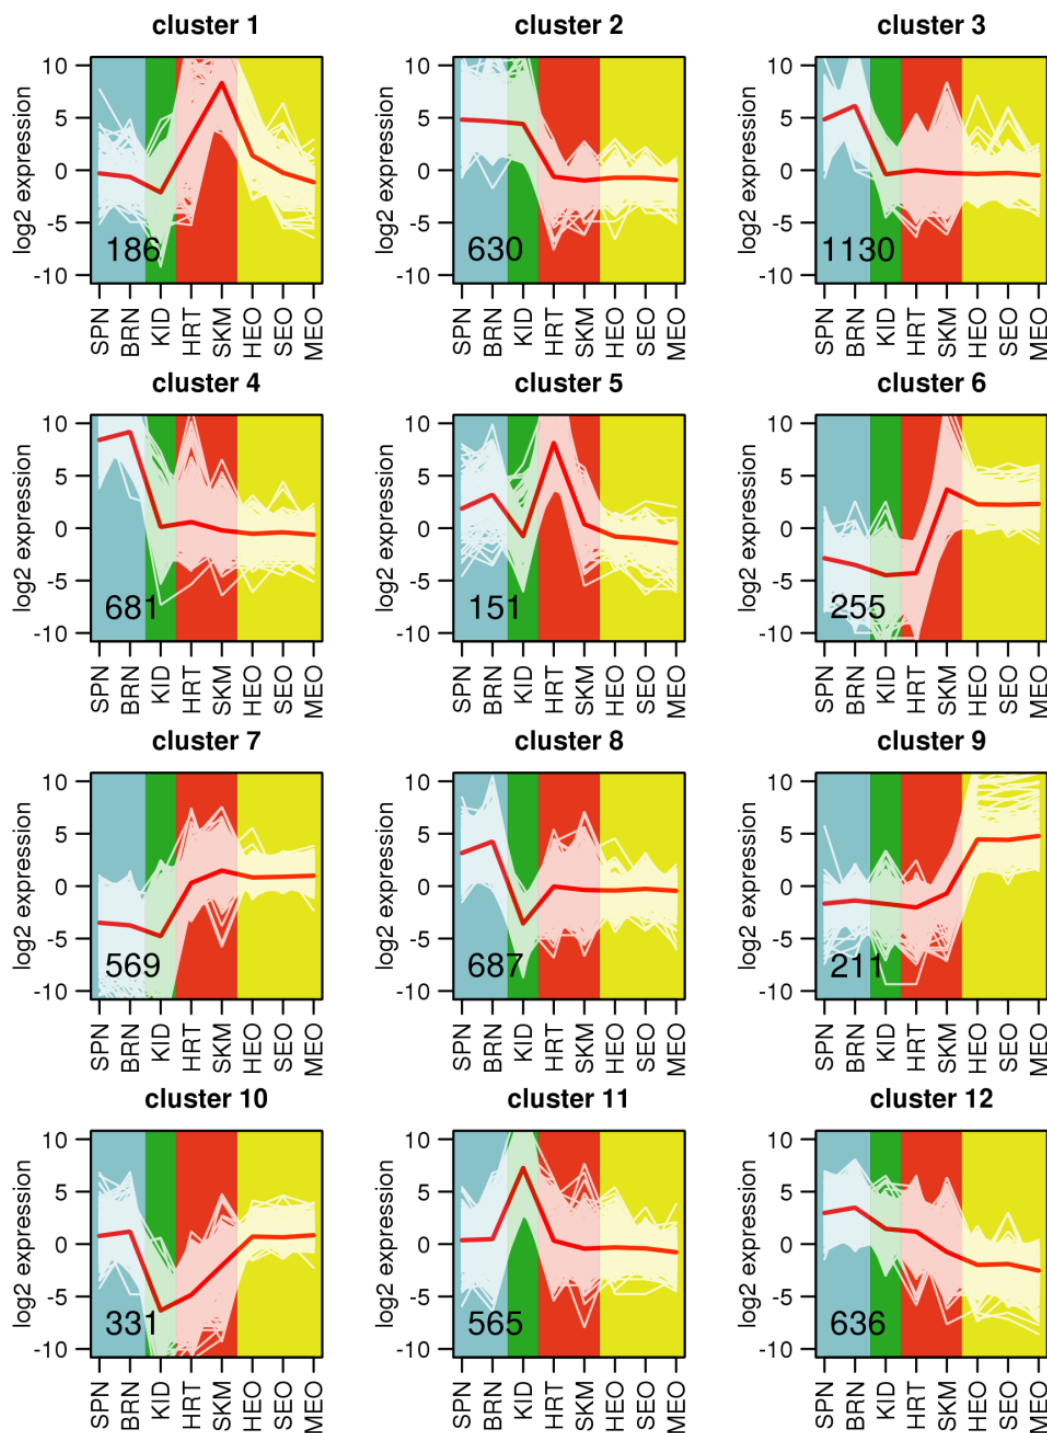 cluster 1 cluster 2 cluster 3
log2 expression
10
5
0
-5
-10
186
SPN BRN KID HRT SKM HEO SEO MEO
log2 expression
10
5
0
-5
-10
630
SPN BRN KID HRT SKM HEO SEO MEO
log2 expression
10
5
0
-5
-10
1130
SPN BRN KID HRT SKM HEO SEO MEO
cluster 4 cluster 5 cluster 6
log2 expression
10
5
0
-5
-10
681
SPN BRN KID HRT SKM HEO SEO MEO
log2 expression
10
5
0
-5
-10
151
SPN BRN KID HRT SKM HEO SEO MEO
log2 expression
10
5
0
-5
-10
255
SPN BRN KID HRT SKM HEO SEO MEO
cluster 7 cluster 8 cluster 9
log2 expression
10
5
0
-5
-10
569
SPN BRN KID HRT SKM HEO SEO MEO
log2 expression
10
5
0
-5
-10
687
SPN BRN KID HRT SKM HEO SEO MEO
log2 expression
10
5
0
-5
-10
211
SPN BRN KID HRT SKM HEO SEO MEO
cluster 10 cluster 11 cluster 12
log2 expression
10
5
0
-5
-10
331
SPN BRN KID HRT SKM HEO SEO MEO
log2 expression
10
5
0
-5
-10
565
SPN BRN KID HRT SKM HEO SEO MEO
log2 expression
10
5
0
-5
-10
636
SPN BRN KID HRT SKM HEO SEO MEO